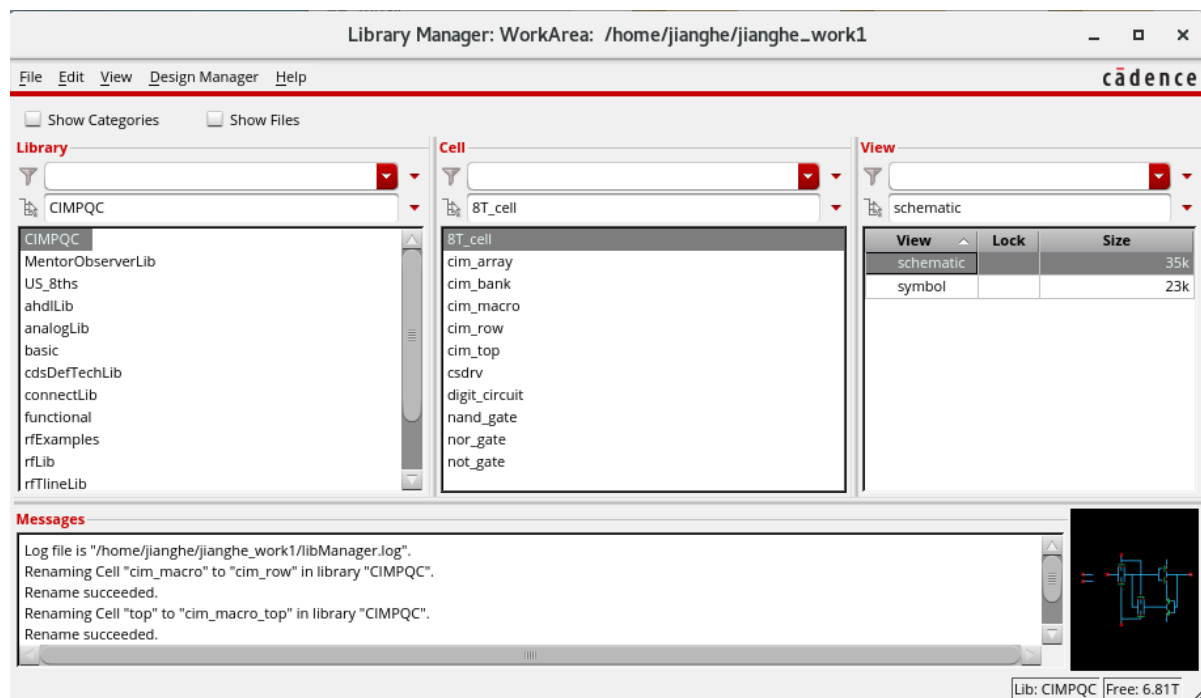 Library Manager: WorkArea: /home/jianghe/jianghe_work1
File Edit View Design Manager Help
cādence
Show Categories Show Files
Library
CIMPQC
CIMPQC
MentorObserverLib
US_8ths
ahdlLib
analogLib
basic
cdsDefTechLib
connectLib
functional
rfExamples
rfLib
rfTlineLib
Cell
8T_cell
8T_cell
cim_array
cim_bank
cim_macro
cim_row
cim_top
csdrv
digit_circuit
nand_gate
nor_gate
not_gate
View
schematic
View Lock Size
schematic 35k
symbol 23k
Messages
Log file is "/home/jianghe/jianghe_work1/libManager.log".
Renaming Cell "cim_macro" to "cim_row" in library "CIMPQC".
Rename succeeded.
Renaming Cell "top" to "cim_macro_top" in library "CIMPQC".
Rename succeeded.
Lib: CIMPQC Free: 6.81T